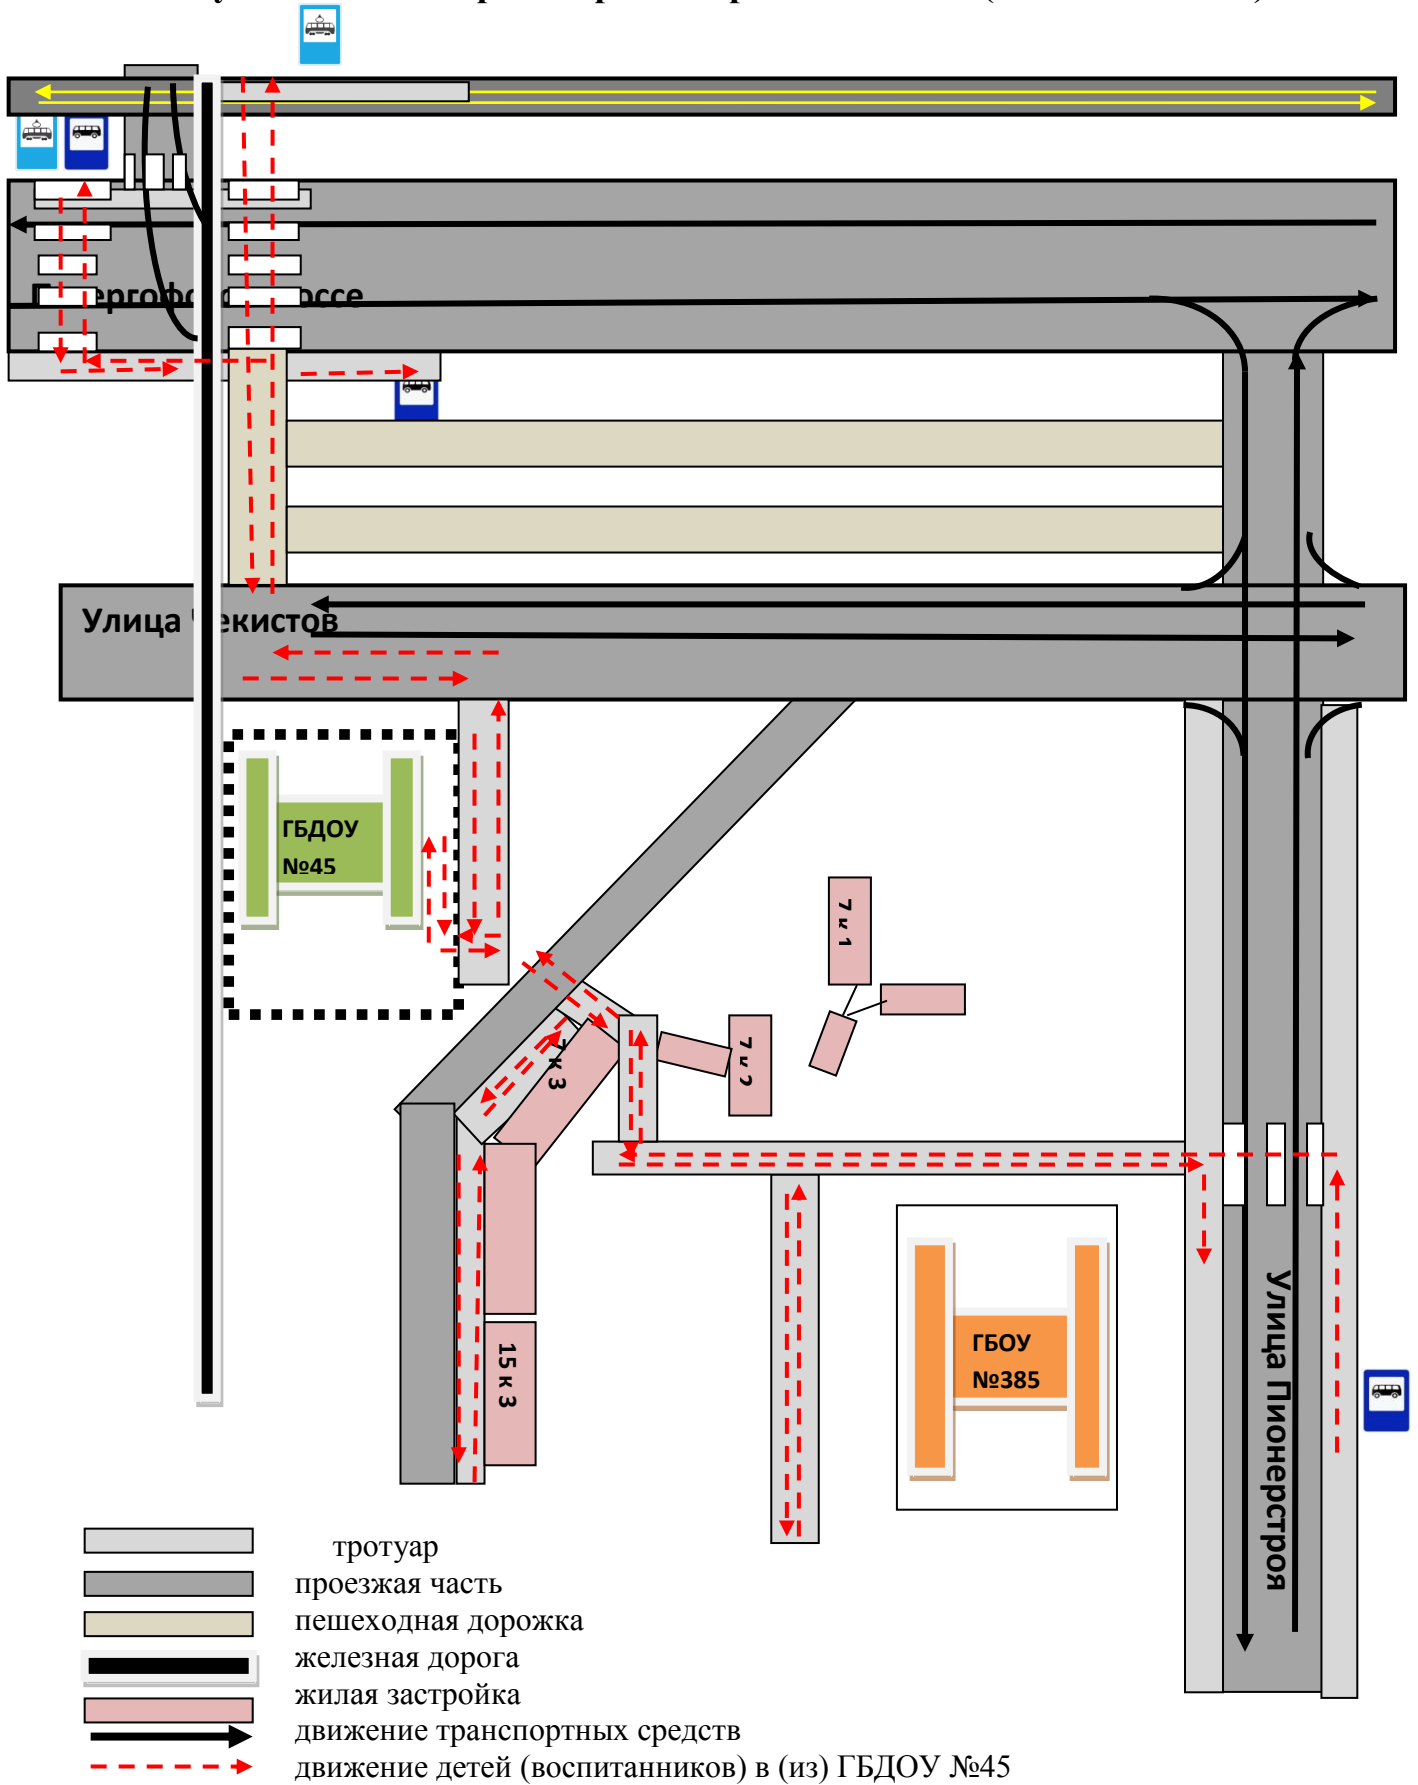 Улица Чекистов
ГБДОУ
№45
7 к 1
7 к 2
7 к 3
15 к 3
ГБОУ
№385
Улица Пионерстроя
тротуар
проезжая часть
пешеходная дорожка
железная дорога
жилая застройка
движение транспортных средств
движение детей (воспитанников) в (из) ГБДОУ №45